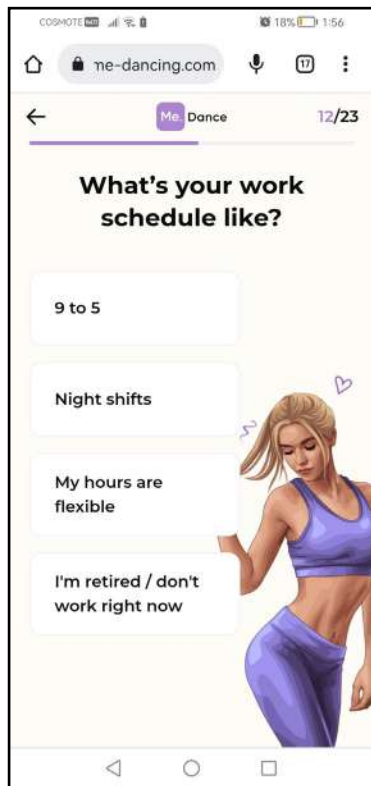 COSMOTE 18% 1:56
me-dancing.com 17
Me. Dance 12/23
What's your work
schedule like?
9 to 5
Night shifts
My hours are
flexible
I'm retired / don't
work right now